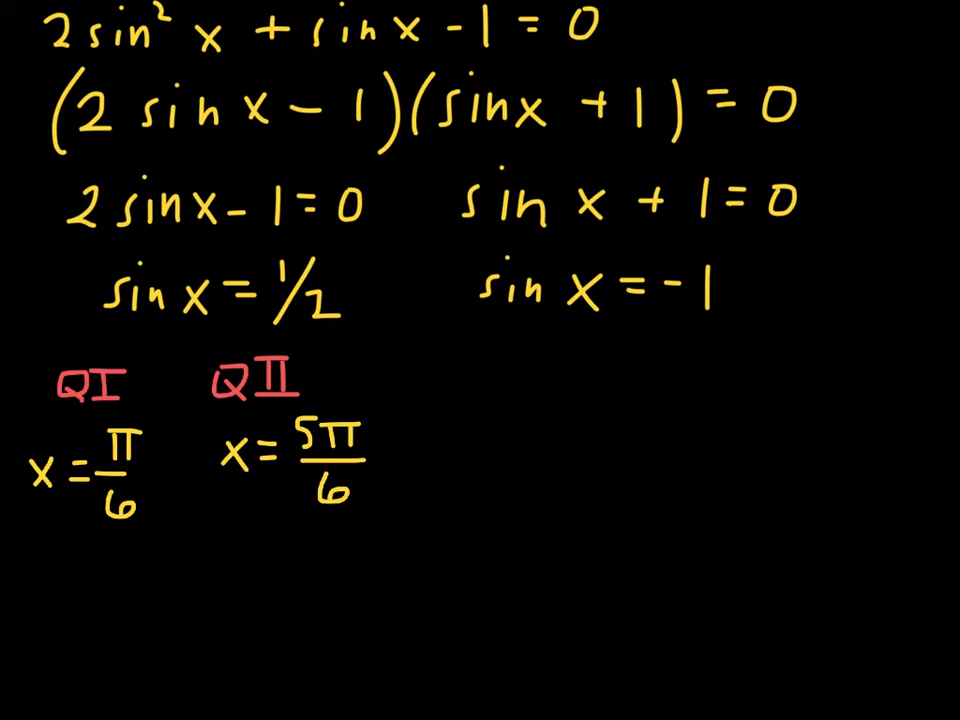 2 sin² x + sin x - 1 = 0
(2 sin x - 1)(sin x + 1) = 0
2 sin x - 1 = 0 sin x + 1 = 0
sin x = 1/2 sin x = -1
QI QII
x = π/6 x = 5π/6